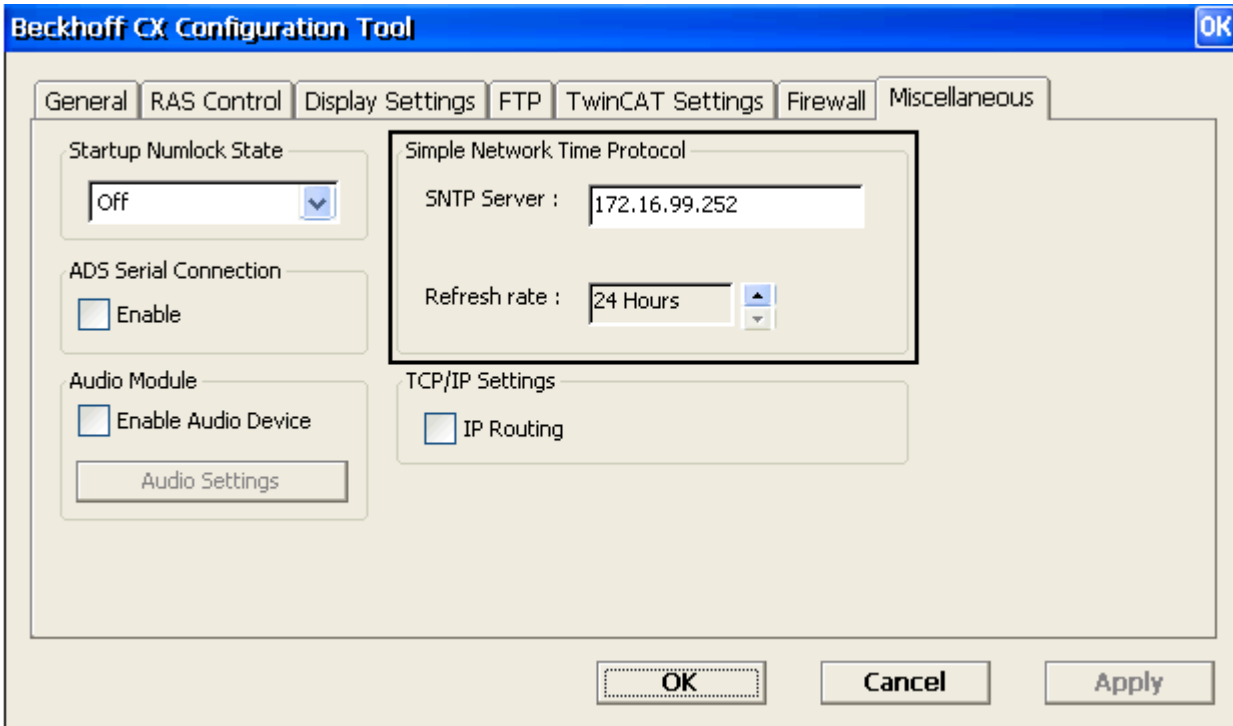 Beckhoff CX Configuration Tool OK
General RAS Control Display Settings FTP TwinCAT Settings Firewall Miscellaneous
Startup Numlock State
Off
Simple Network Time Protocol
SNTP Server :
172.16.99.252
Refresh rate :
24 Hours
ADS Serial Connection
Enable
Audio Module
Enable Audio Device
Audio Settings
TCP/IP Settings
IP Routing
OK Cancel Apply